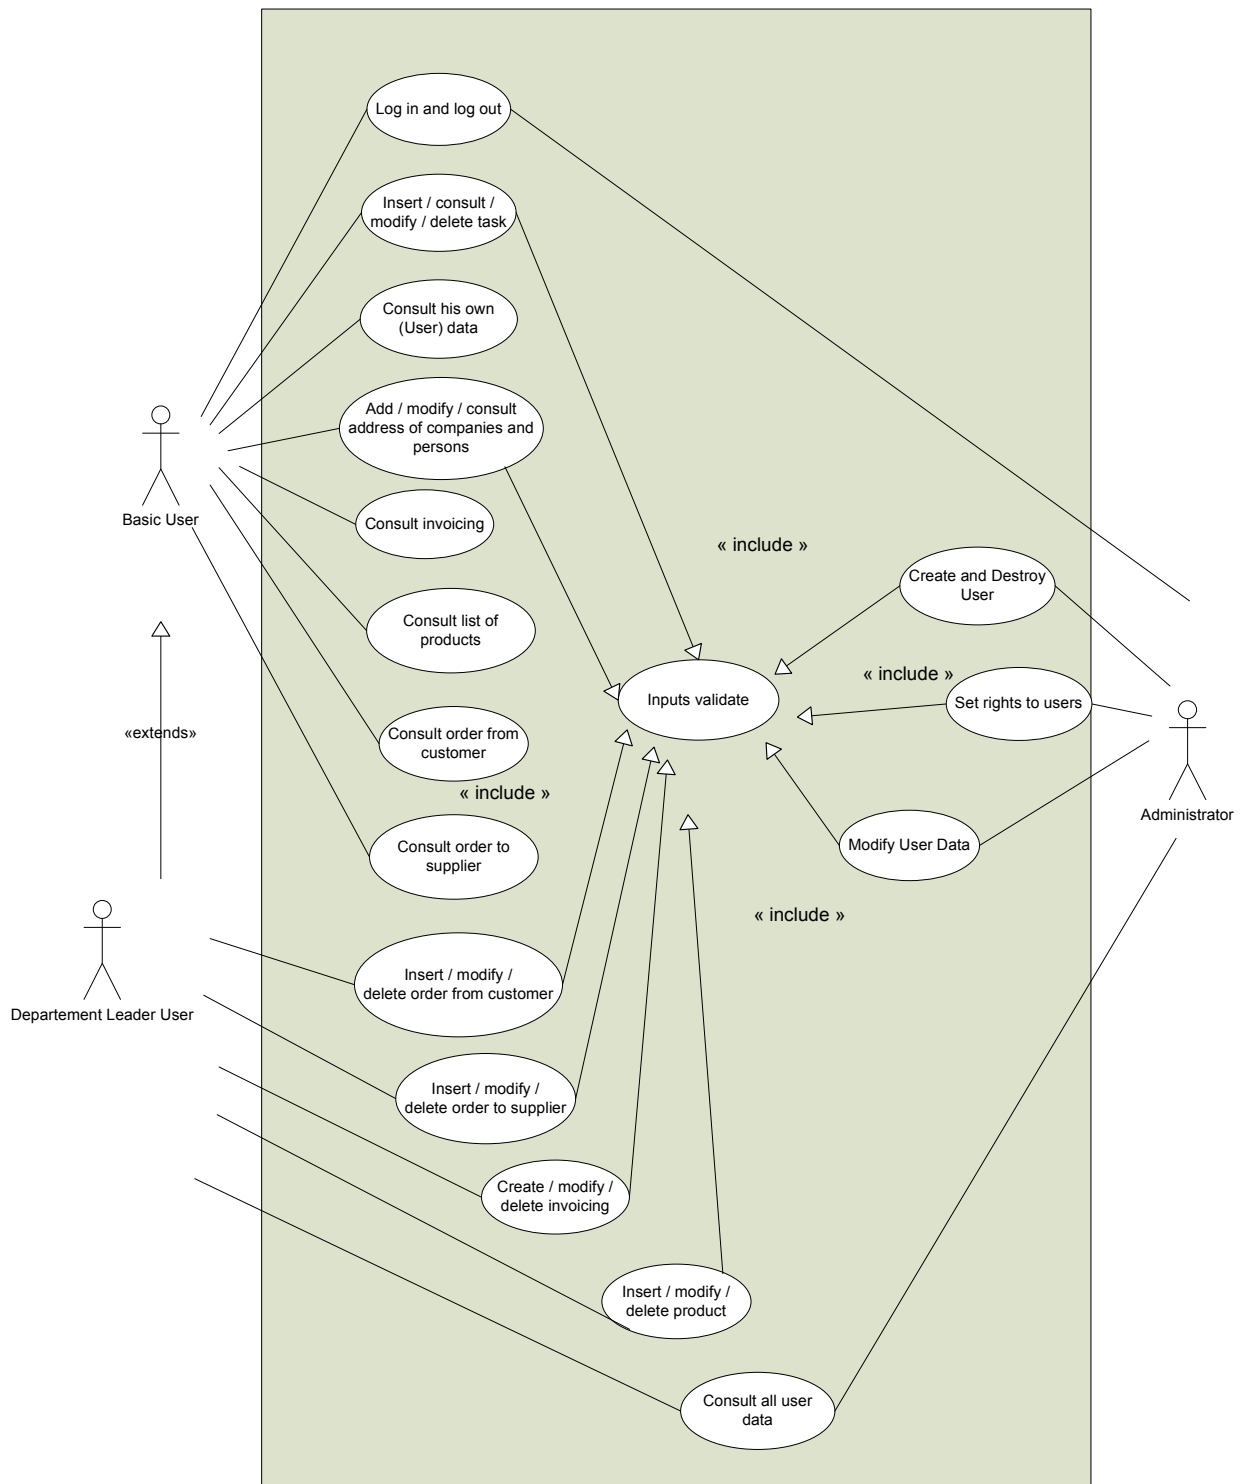 Log in and log out
Insert / consult /
modify / delete task
Consult his own
(User) data
Add / modify / consult
address of companies and
persons
Basic User
Consult invoicing
« include »
Create and Destroy
User
Consult list of
products
« include »
Inputs validate
Set rights to users
«extends»
Consult order from
customer
« include »
Administrator
Consult order to
supplier
Modify User Data
« include »
Insert / modify /
delete order from customer
Departement Leader User
Insert / modify /
delete order to supplier
Create / modify /
delete invoicing
Insert / modify /
delete product
Consult all user
data